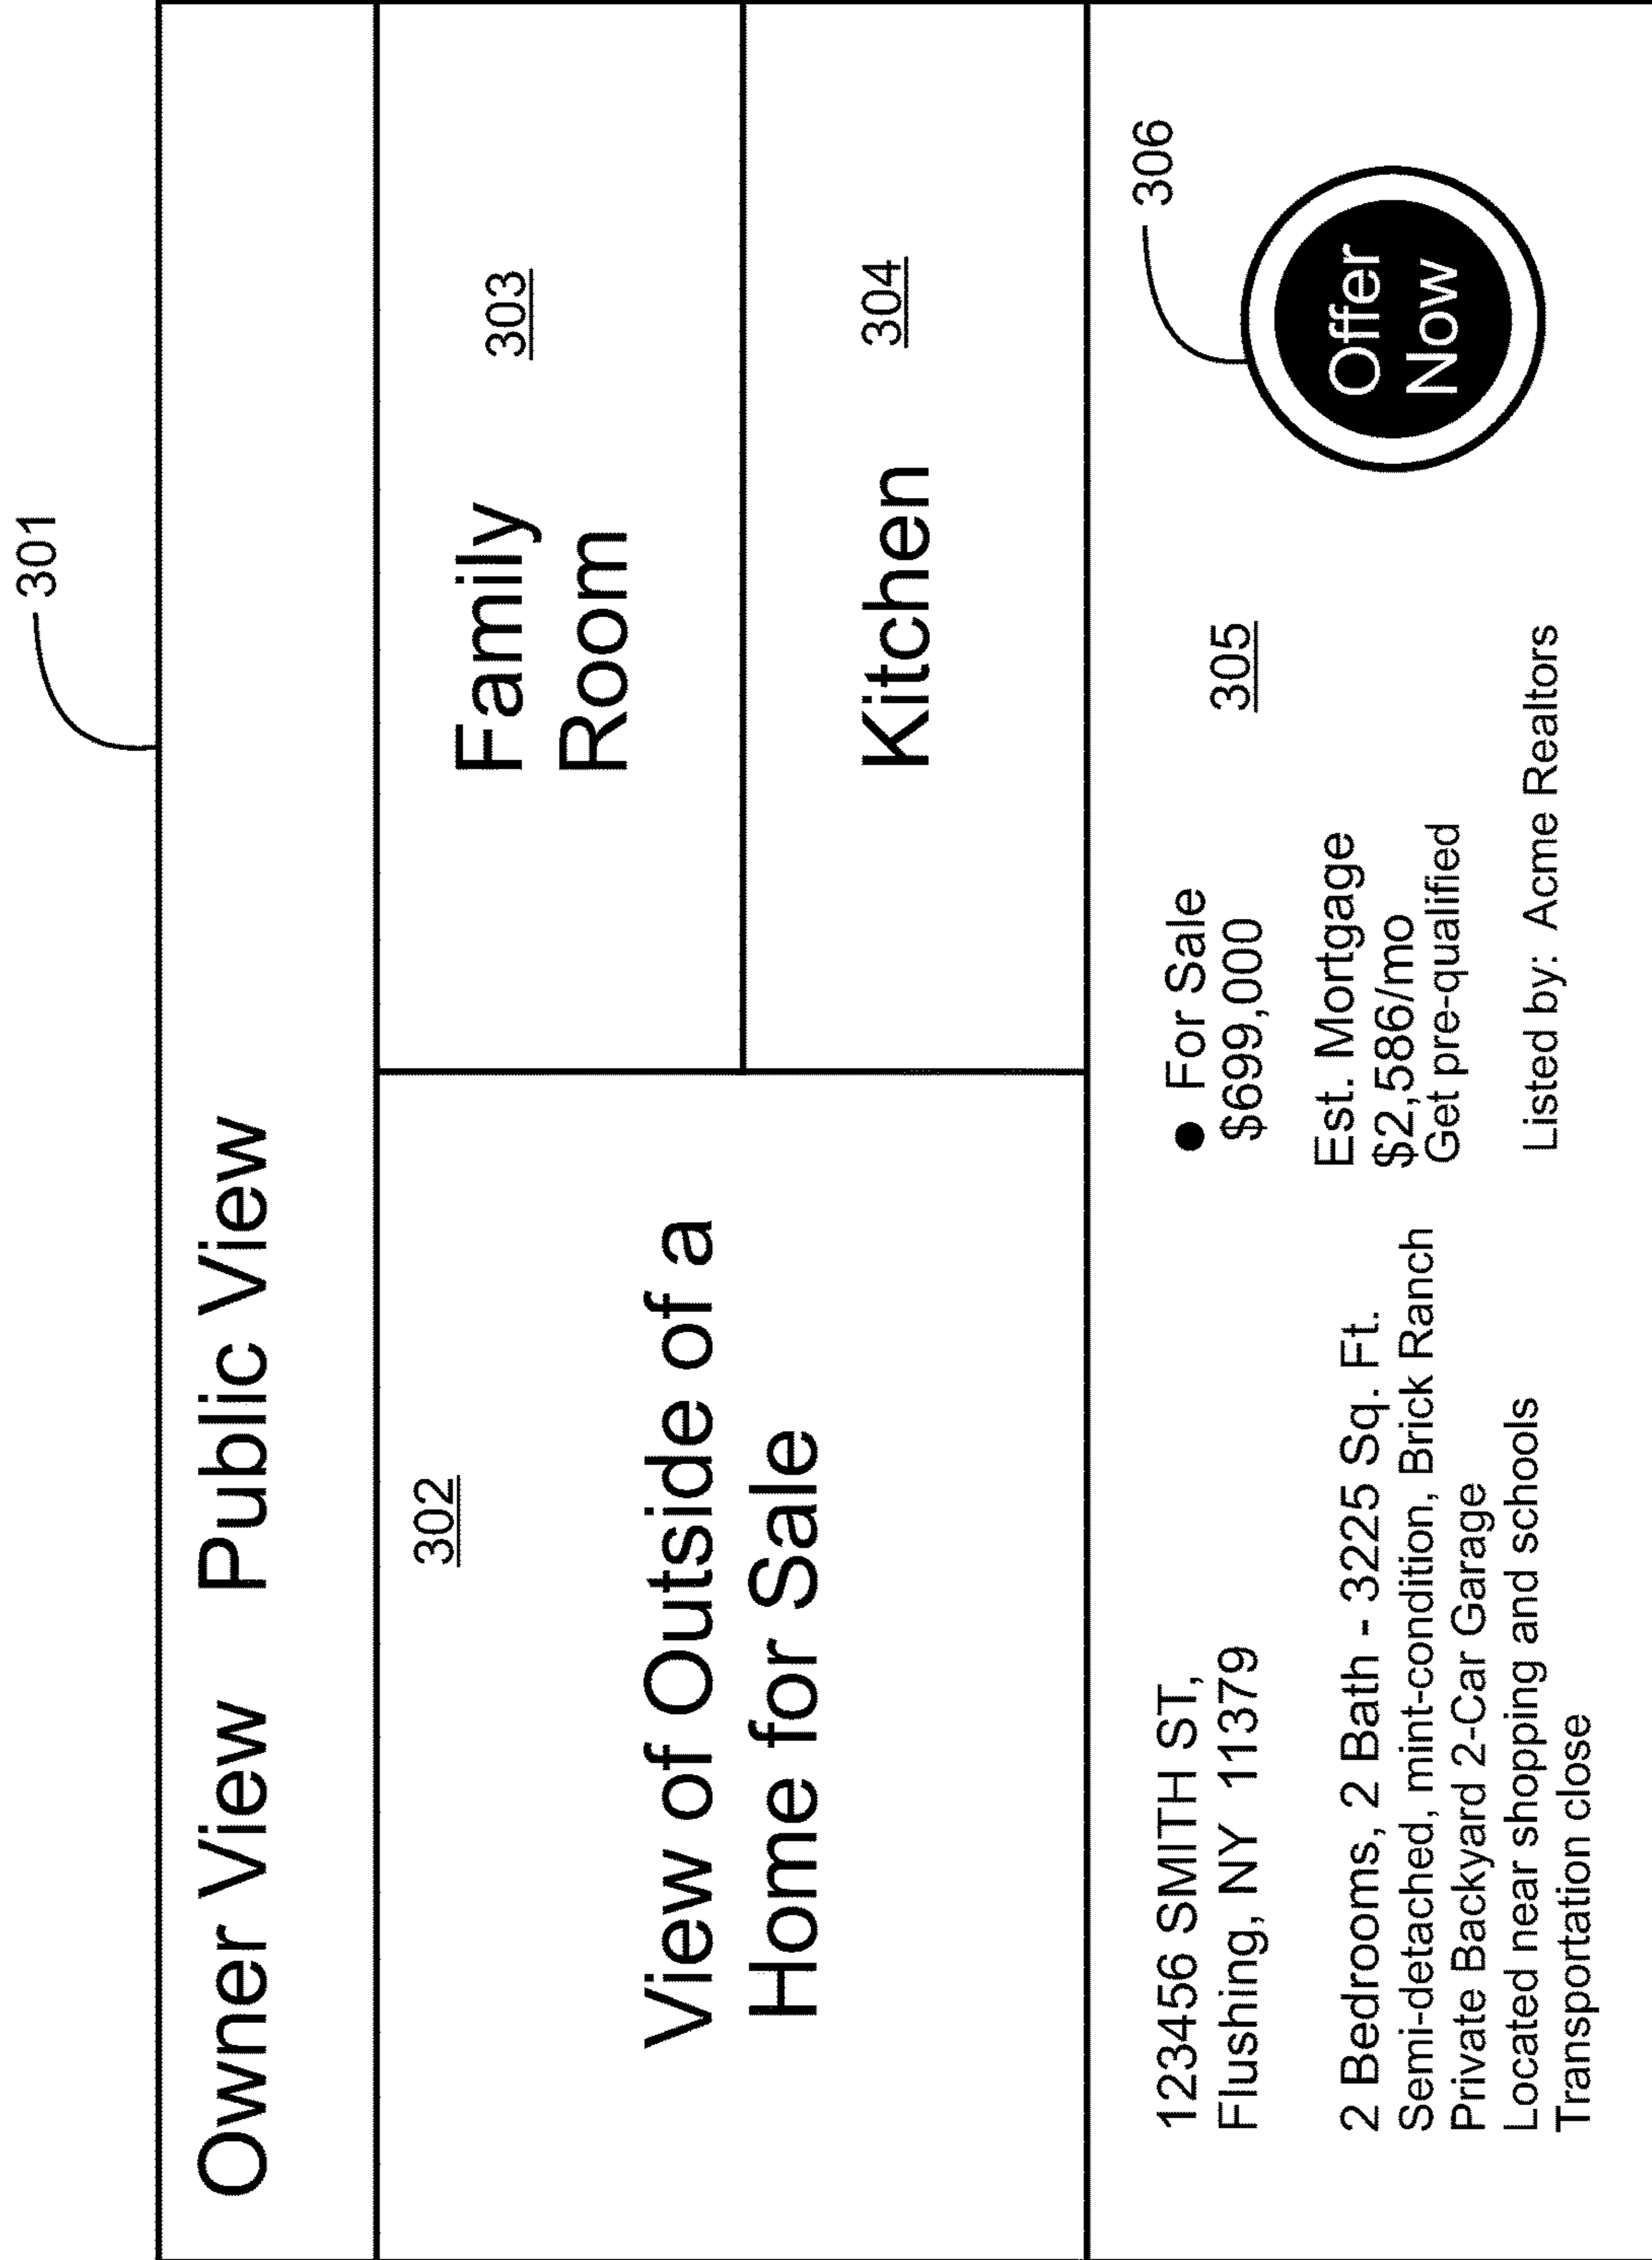 301
Owner View Public View
302
View of Outside of a
Home for Sale
Family
Room
303
Kitchen
304
123456 SMITH ST,
Flushing, NY 11379
2 Bedrooms, 2 Bath - 3225 Sq. Ft.
Semi-detached, mint-condition, Brick Ranch
Private Backyard 2-Car Garage
Located near shopping and schools
Transportation close
● For Sale
$699,000
305
Est. Mortgage
$2,586/mo
Get pre-qualified
Listed by: Acme Realtors
306
Offer
Now